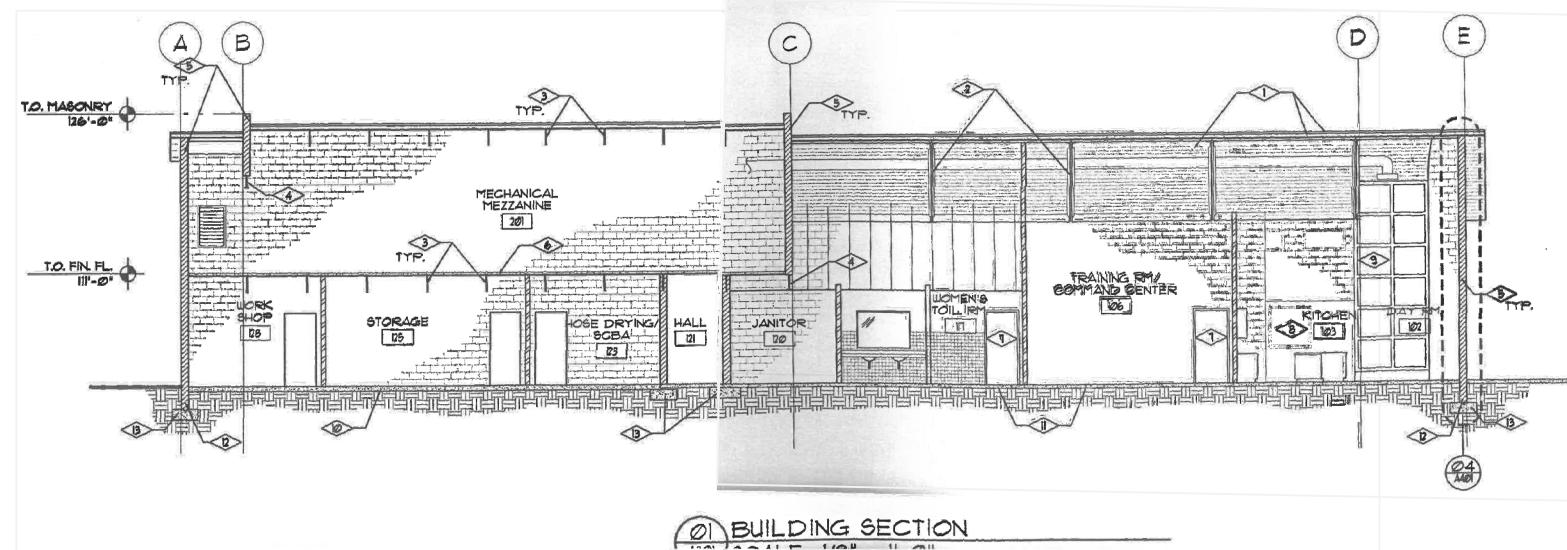 A
B
C
D
E
5
TYP.
T.O. MASONRY
126'-0"
3
TYP.
5
TYP.
2
1
4
MECHANICAL
MEZZANINE
201
3
TYP.
6
4
T.O. FIN. FL.
111'-0"
9
TRAINING RM/
COMMAND CENTER
106
5
TYP.
WORK
SHOP
STORAGE
125
HOSE DRYING/
SCBA
123
HALL
121
JANITOR
120
WOMEN'S
TOIL. RM.
117
7
7
8
KITCHEN
103
DAY RM.
102
13
12
10
13
11
12
13
04
A401
01
BUILDING SECTION